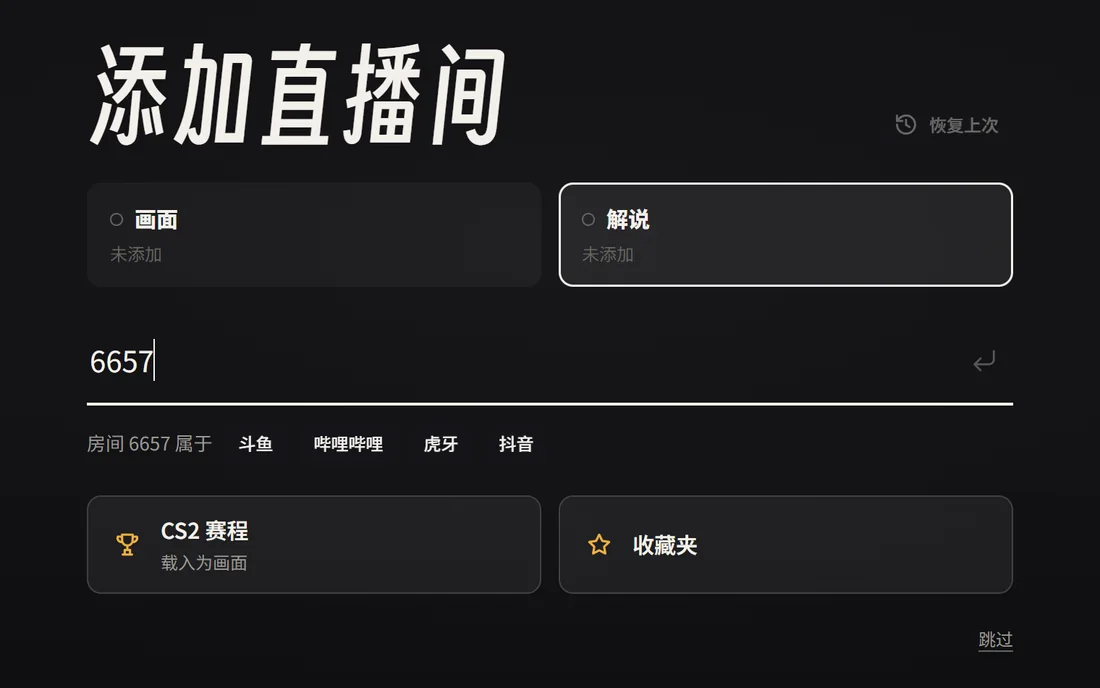 添加直播间
恢复上次
画面
未添加
解说
未添加
6657
房间 6657 属于 斗鱼 哔哩哔哩 虎牙 抖音
CS2 赛程
载入为画面
收藏夹
跳过